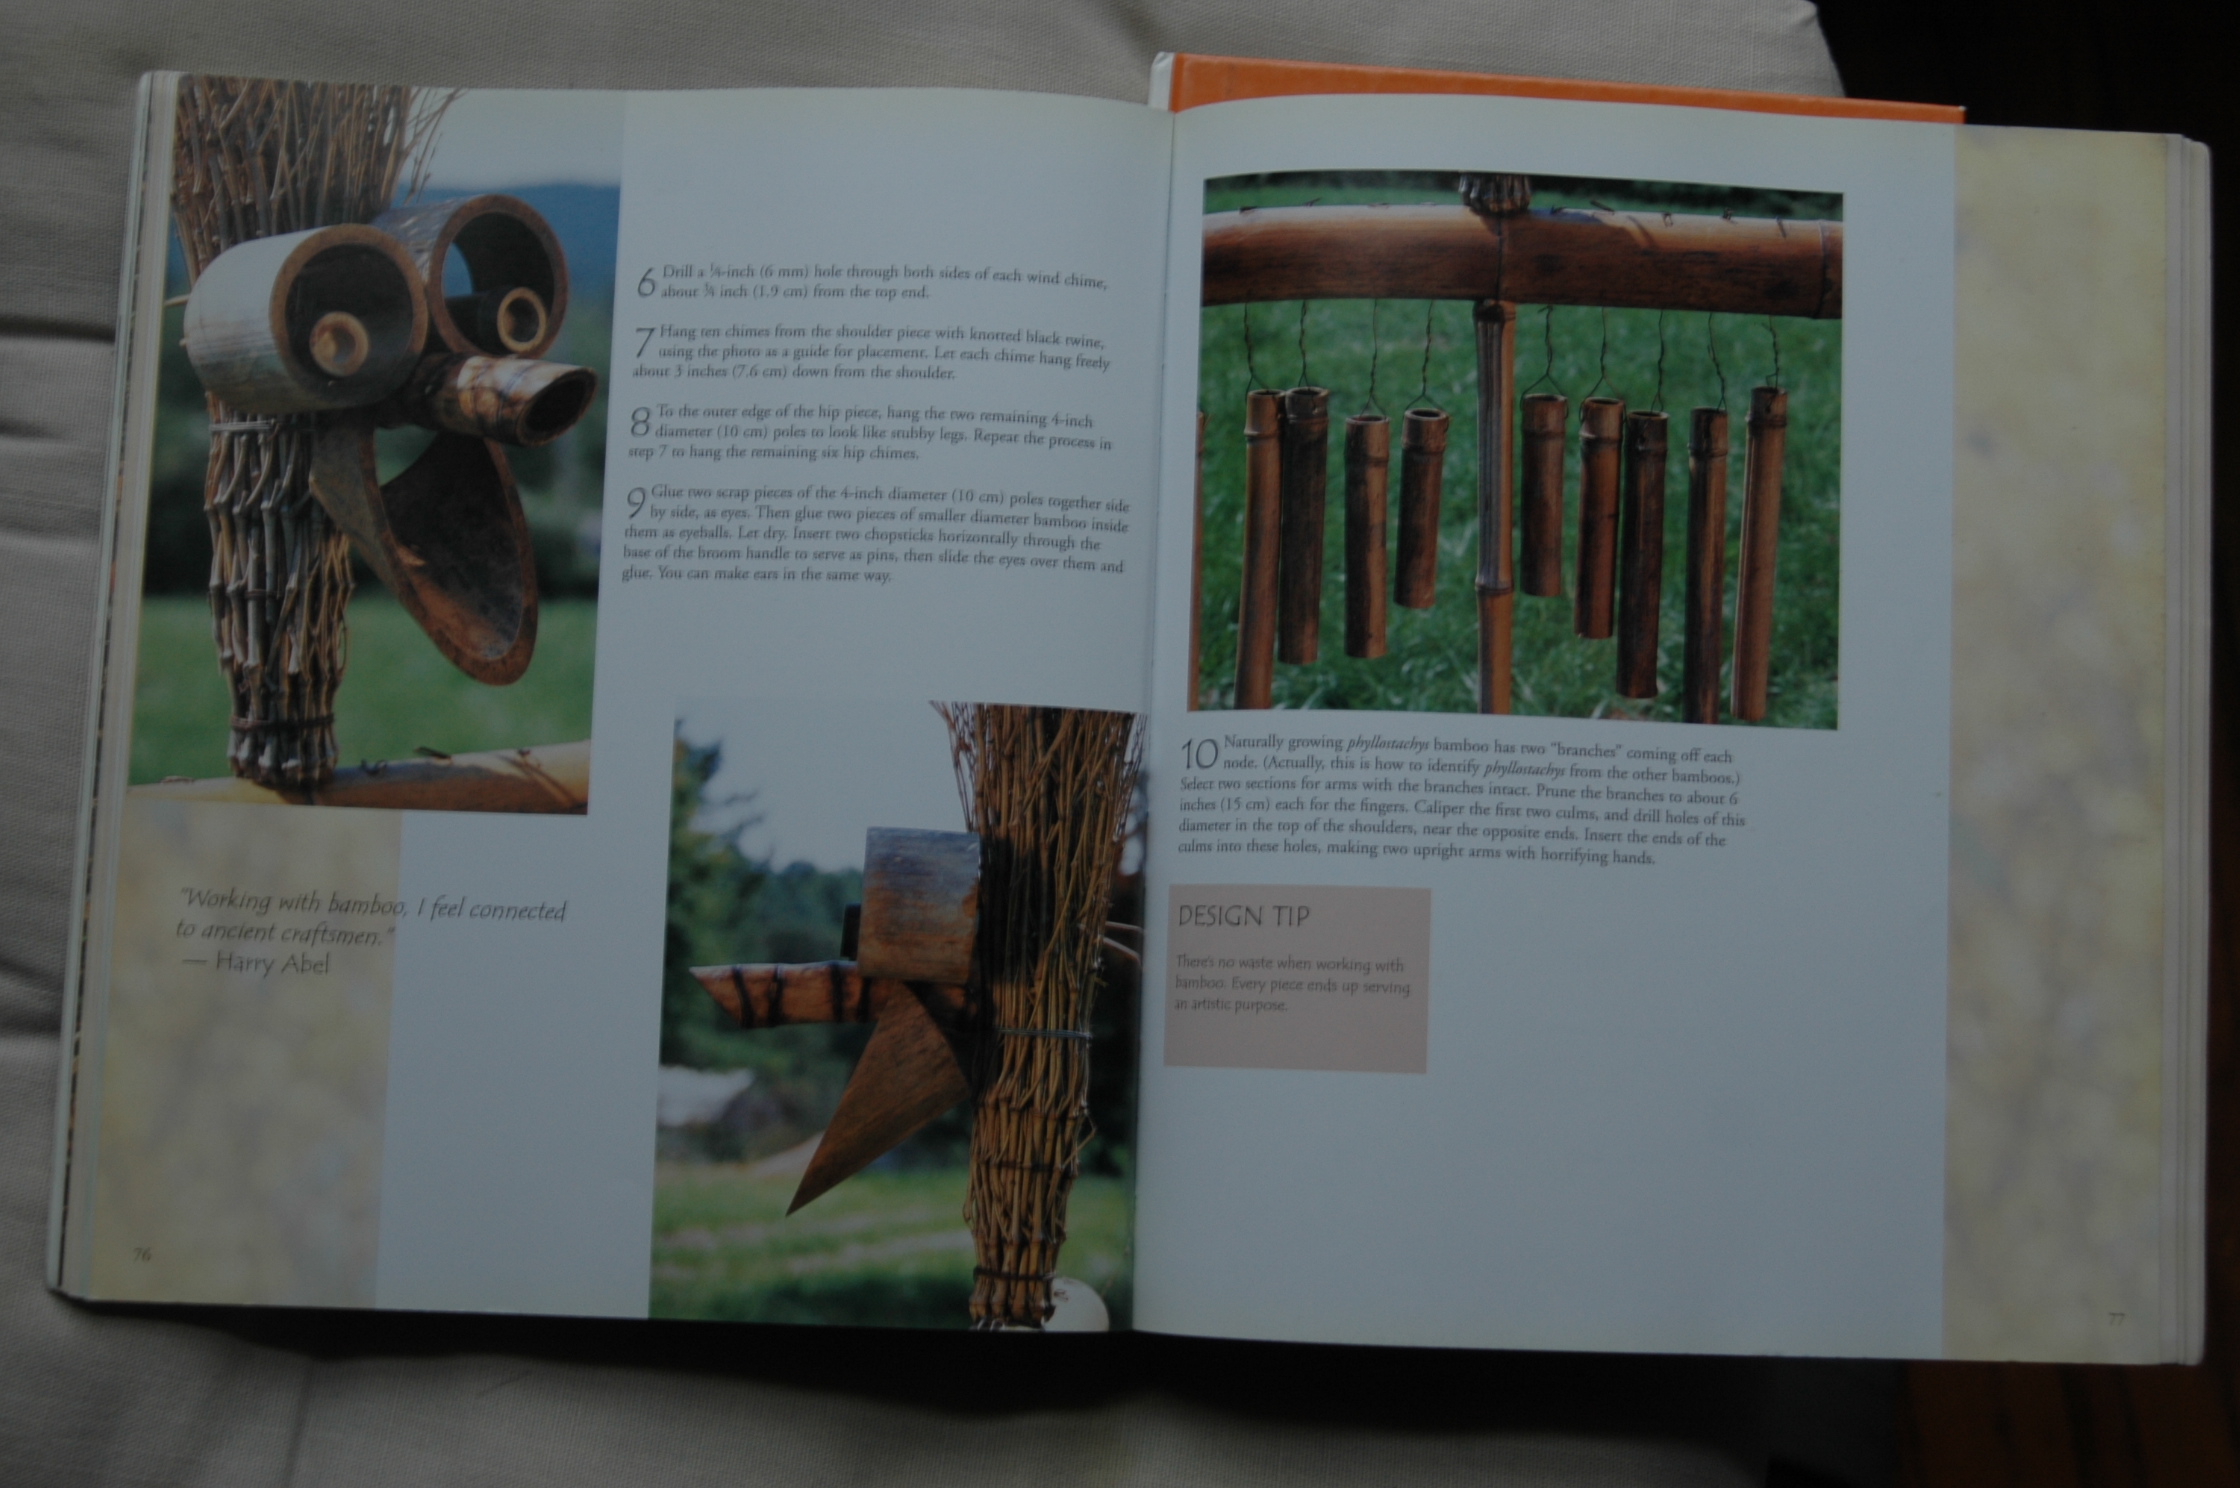 6 Drill a ¼-inch (6 mm) hole through both sides of each wind chime,
about ¾ inch (1.9 cm) from the top end.
7 Hang ten chimes from the shoulder piece with knotted black twine,
using the photo as a guide for placement. Let each chime hang freely
about 3 inches (7.6 cm) down from the shoulder.
8 To the outer edge of the hip piece, hang the two remaining 4-inch
diameter (10 cm) poles to look like stubby legs. Repeat the process in
step 7 to hang the remaining six hip chimes.
9 Glue two scrap pieces of the 4-inch diameter (10 cm) poles together side
by side, as eyes. Then glue two pieces of smaller diameter bamboo inside
them as eyeballs. Let dry. Insert two chopsticks horizontally through the
base of the broom handle to serve as pins, then slide the eyes over them and
glue. You can make ears in the same way.
"Working with bamboo, I feel connected
to ancient craftsmen."
— Harry Abel
76
10 Naturally growing phyllostachys bamboo has two "branches" coming off each
node. (Actually, this is how to identify phyllostachys from the other bamboos.)
Select two sections for arms with the branches intact. Prune the branches to about 6
inches (15 cm) each for the fingers. Caliper the first two culms, and drill holes of this
diameter in the top of the shoulders, near the opposite ends. Insert the ends of the
culms into these holes, making two upright arms with horrifying hands.
DESIGN TIP
There's no waste when working with
bamboo. Every piece ends up serving
an artistic purpose.
77